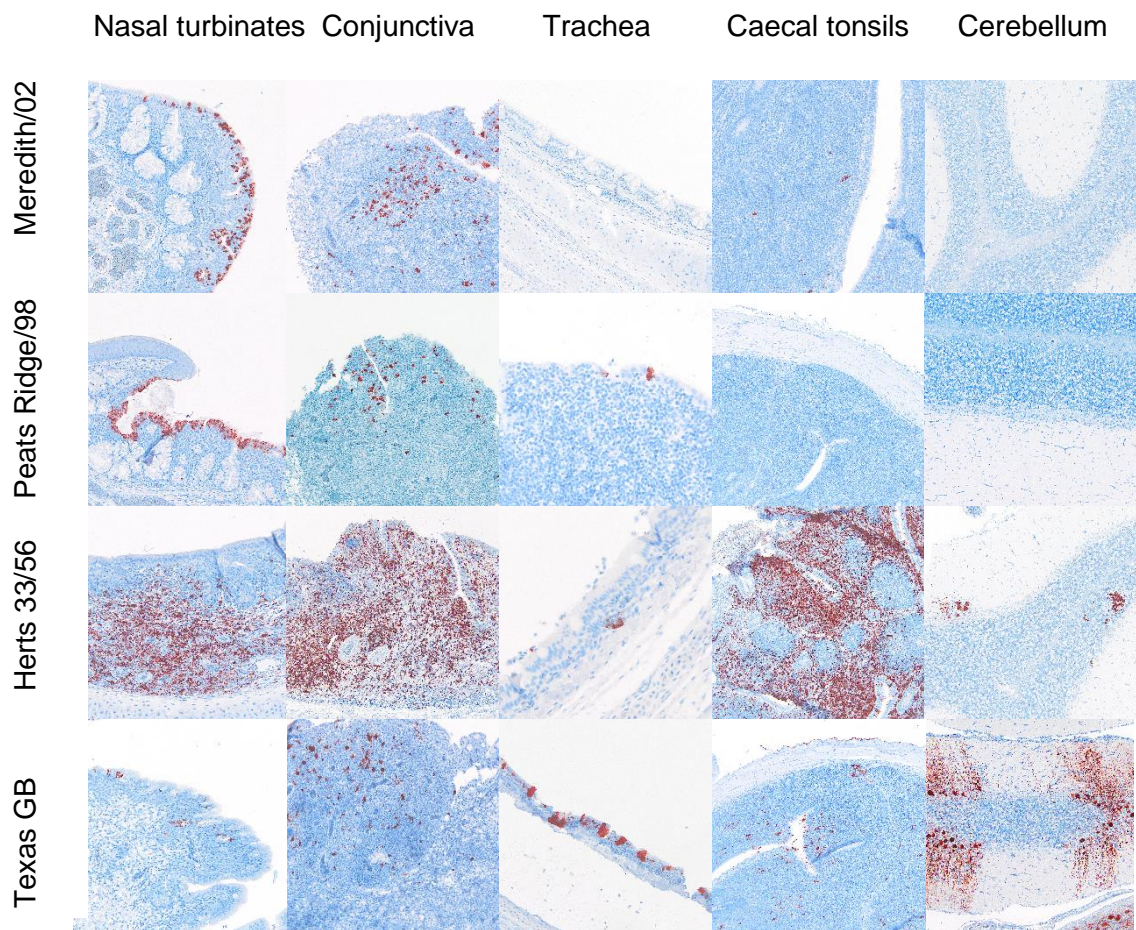 Nasal turbinates Conjunctiva Trachea Caecal tonsils Cerebellum
Meredith/02
Peats Ridge/98
Herts 33/56
Texas GB